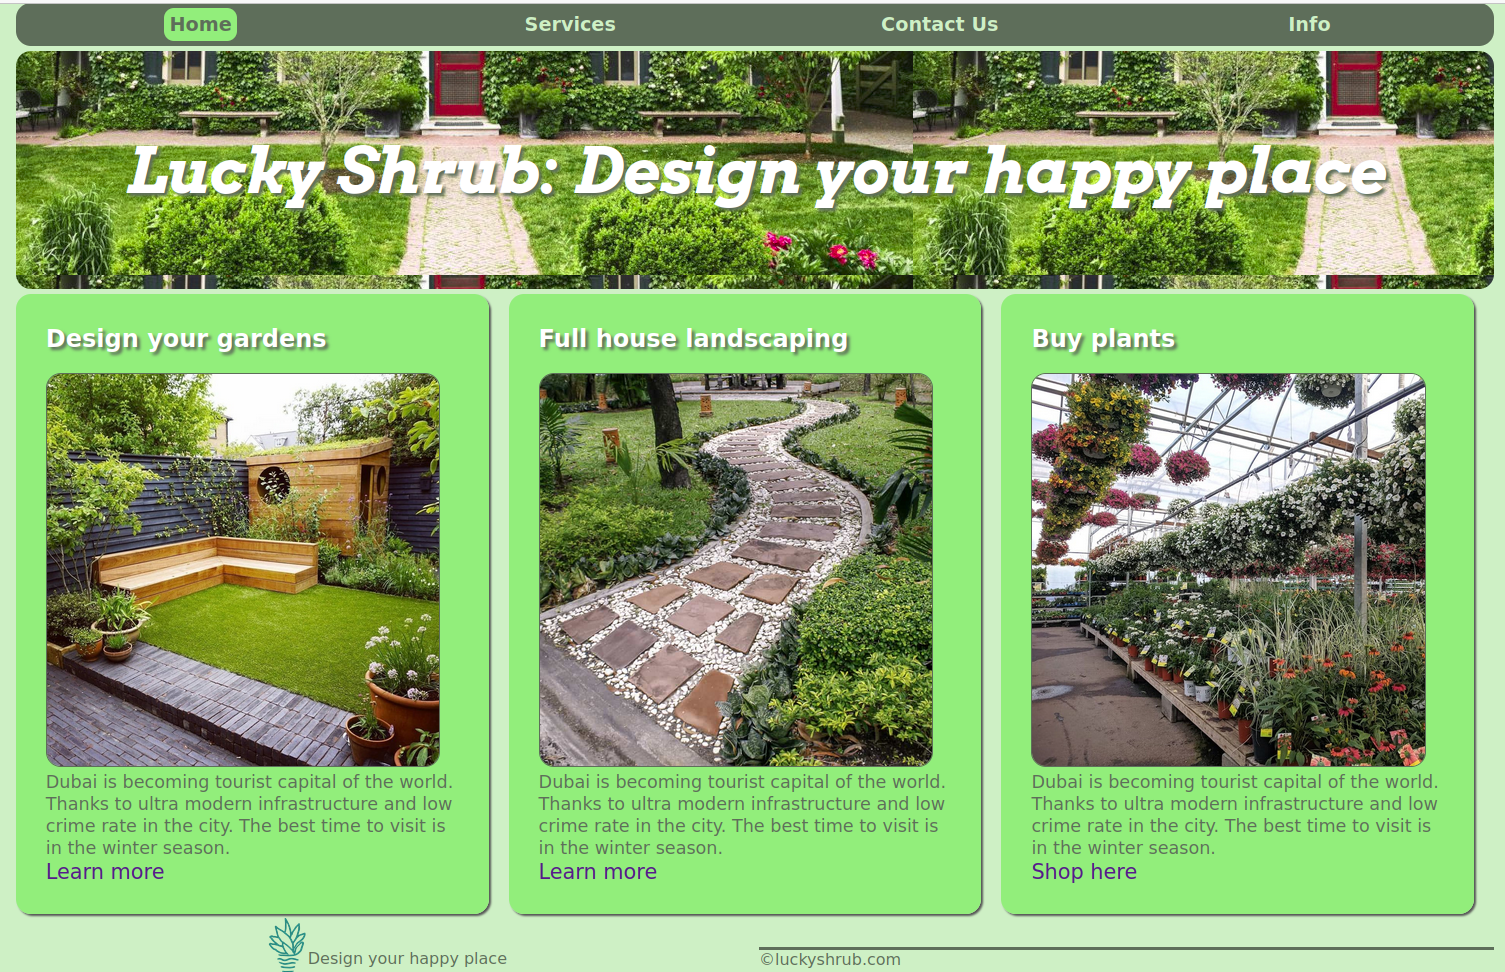 Home Services Contact Us Info
Lucky Shrub: Design your happy place
Design your gardens
Dubai is becoming tourist capital of the world.
Thanks to ultra modern infrastructure and low
crime rate in the city. The best time to visit is
in the winter season.
Learn more
Full house landscaping
Dubai is becoming tourist capital of the world.
Thanks to ultra modern infrastructure and low
crime rate in the city. The best time to visit is
in the winter season.
Learn more
Buy plants
Dubai is becoming tourist capital of the world.
Thanks to ultra modern infrastructure and low
crime rate in the city. The best time to visit is
in the winter season.
Shop here
Design your happy place
©luckyshrub.com